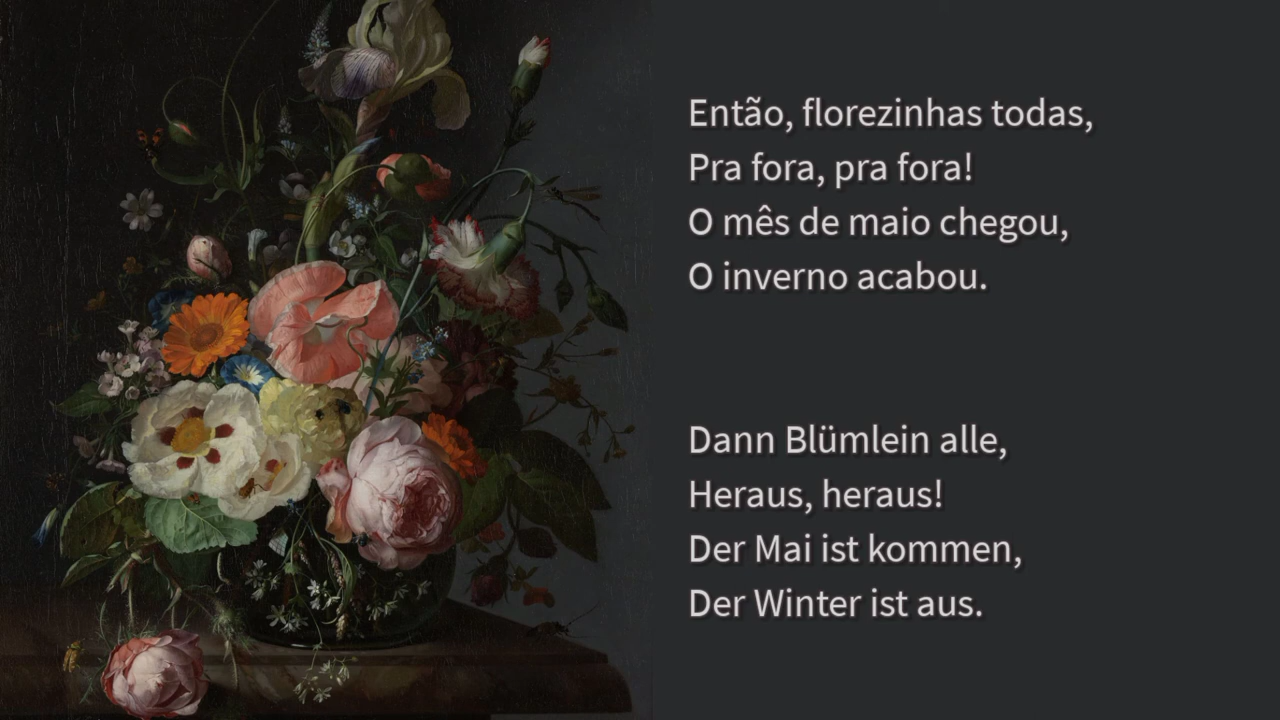 Então, florezinhas todas,
Pra fora, pra fora!
O mês de maio chegou,
O inverno acabou.
Dann Blümlein alle,
Heraus, heraus!
Der Mai ist kommen,
Der Winter ist aus.